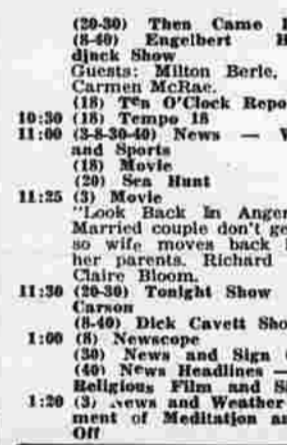 (20-30) Then Came
(8-40) Engelbert
dinck Show
Guests: Milton Berle,
Carmen McRae.
(18) Ten O'Clock Repo
10:30 (18) Tempo 18
11:00 (3-8-30-40) News —
and Sports
(18) Movie
(20) Sea Hunt
11:25 (3) Movie
"Look Back In Anger
Married couple don't ge
so wife moves back
her parents. Richard
Claire Bloom.
11:30 (20-30) Tonight Show
Carson
(8-40) Dick Cavett Sho
1:00 (8) Newscope
(30) News and Sign
(40) News Headlines —
Religious Film and
1:20 (3) News and Weather
ment of Meditation an
Off